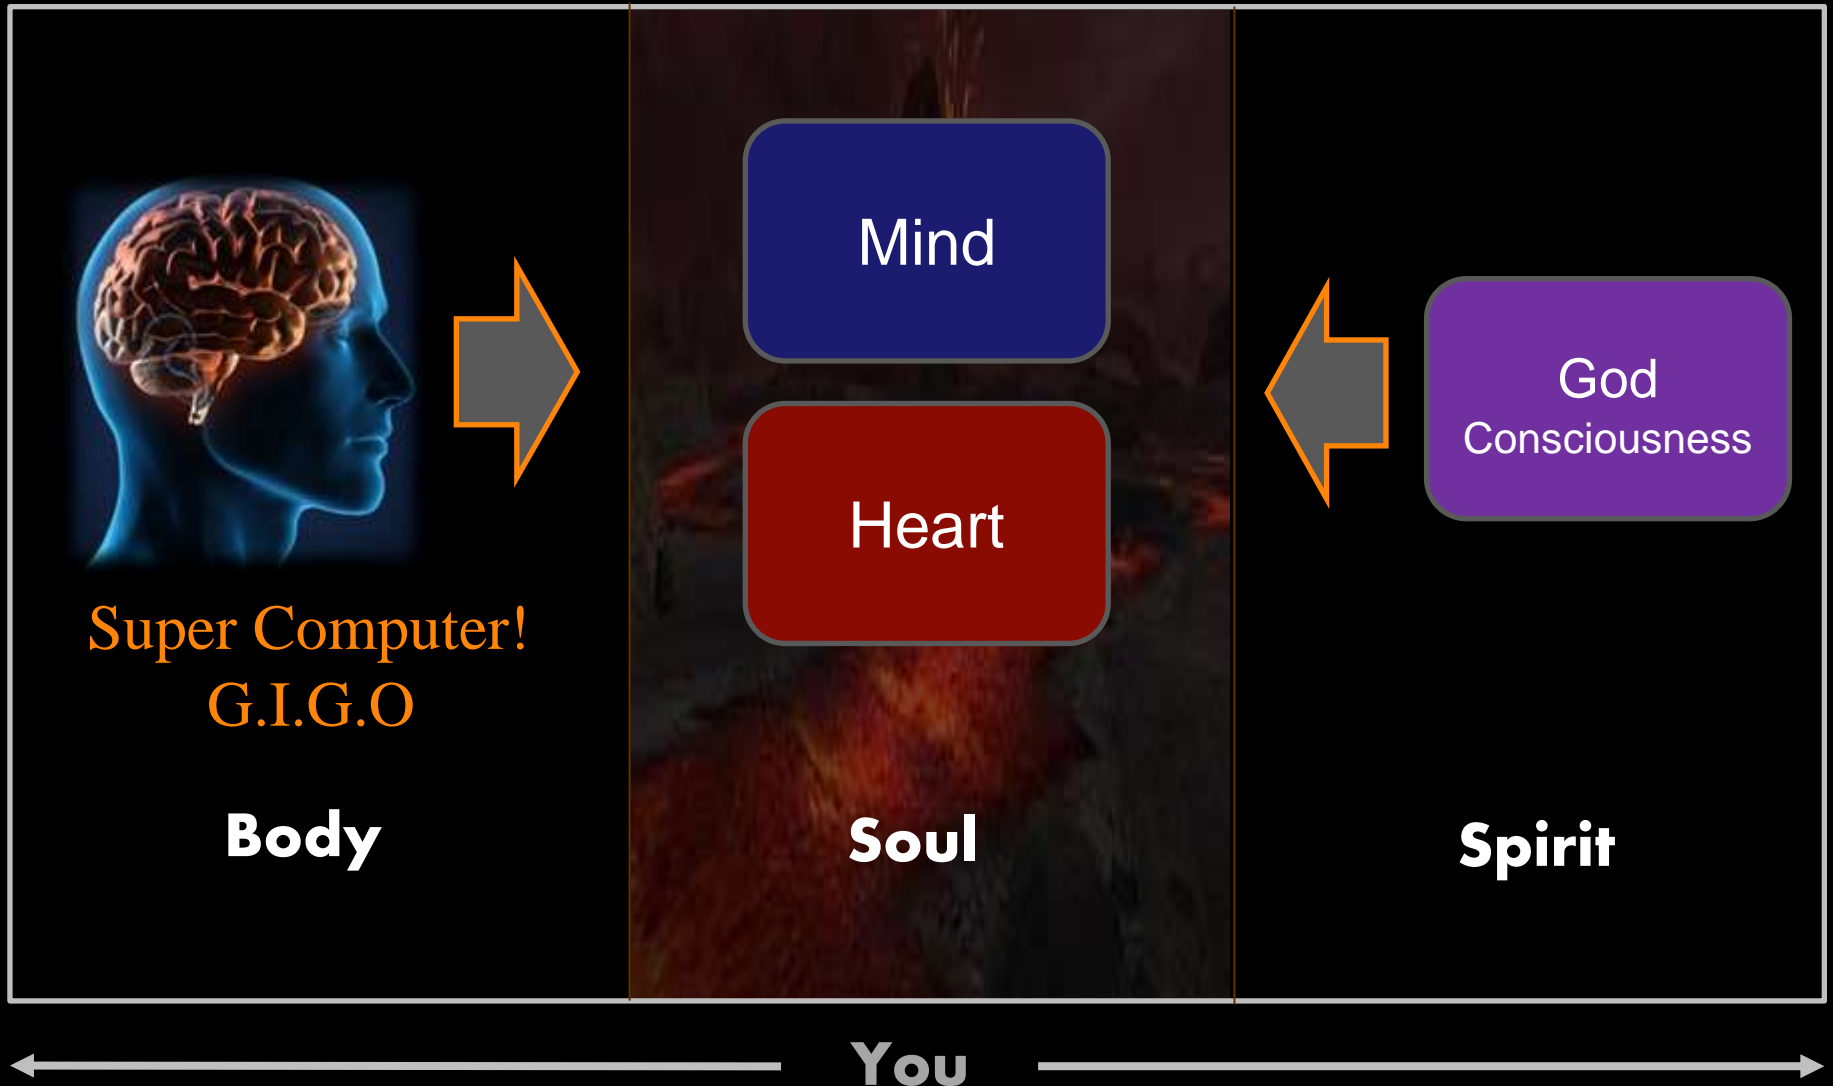 Super Computer!
G.I.G.O
Body
Mind
Heart
Soul
God
Consciousness
Spirit
You